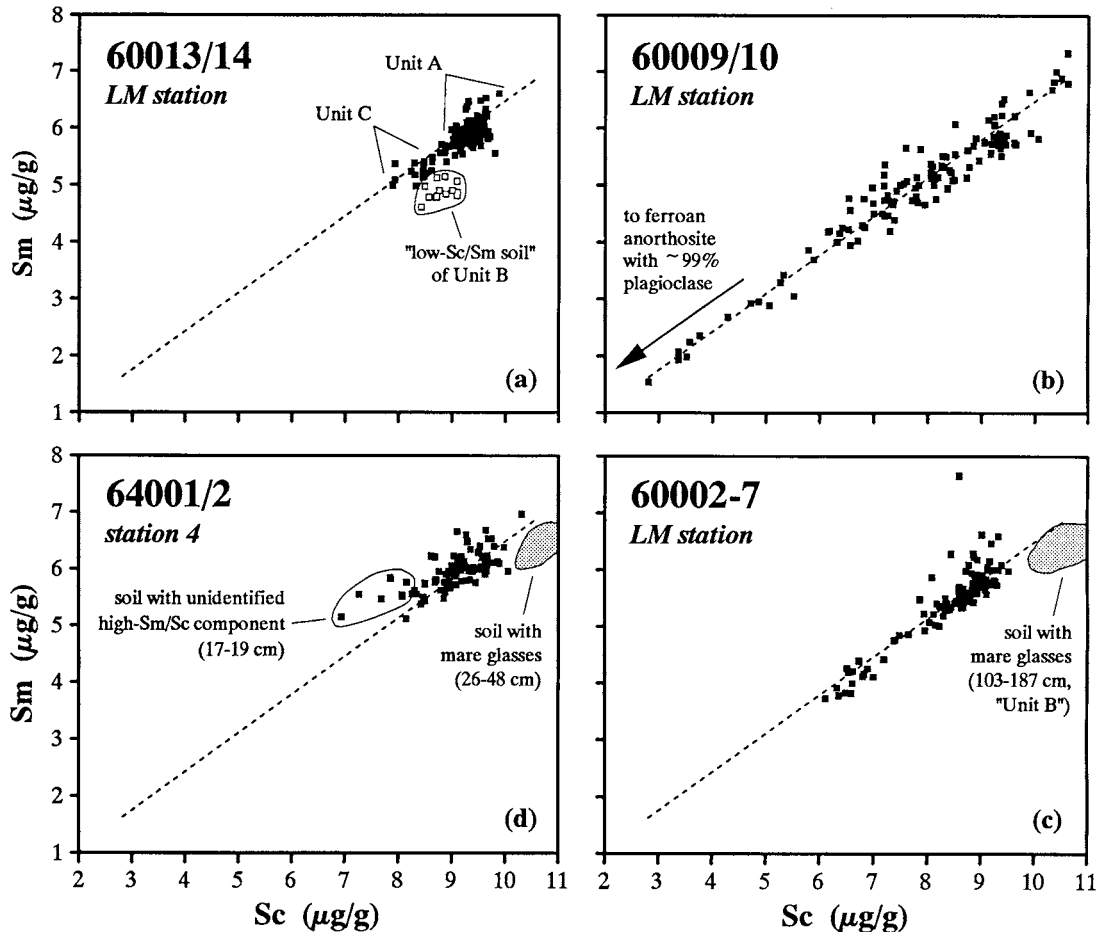 8
7
6
5
4
3
2
1
Sm (µg/g)
60013/14
LM station
Unit A
Unit C
"low-Sc/Sm soil"
of Unit B
(a)
60009/10
LM station
to ferroan
anorthosite
with ~99%
plagioclase
(b)
8
7
6
5
4
3
2
1
Sm (µg/g)
64001/2
station 4
soil with unidentified
high-Sm/Sc component
(17-19 cm)
soil with
mare glasses
(26-48 cm)
(d)
2 3 4 5 6 7 8 9 10 11
Sc (µg/g)
60002-7
LM station
soil with
mare glasses
(103-187 cm,
"Unit B")
(c)
2 3 4 5 6 7 8 9 10 11
Sc (µg/g)